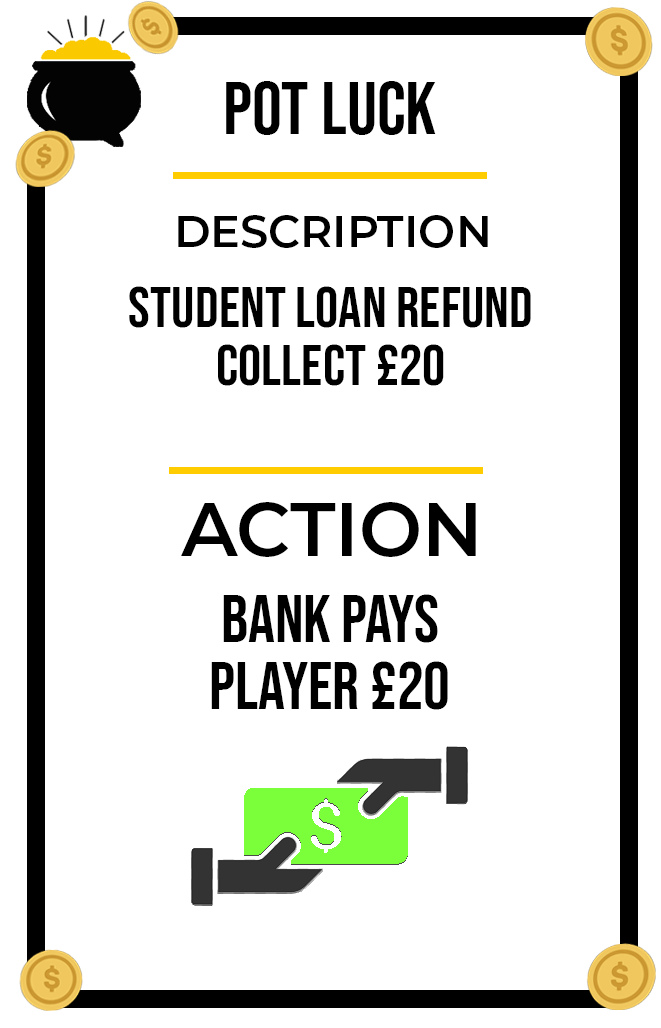 POT LUCK
DESCRIPTION
STUDENT LOAN REFUND
COLLECT £20
ACTION
BANK PAYS
PLAYER £20
$
$
$
$
$
$